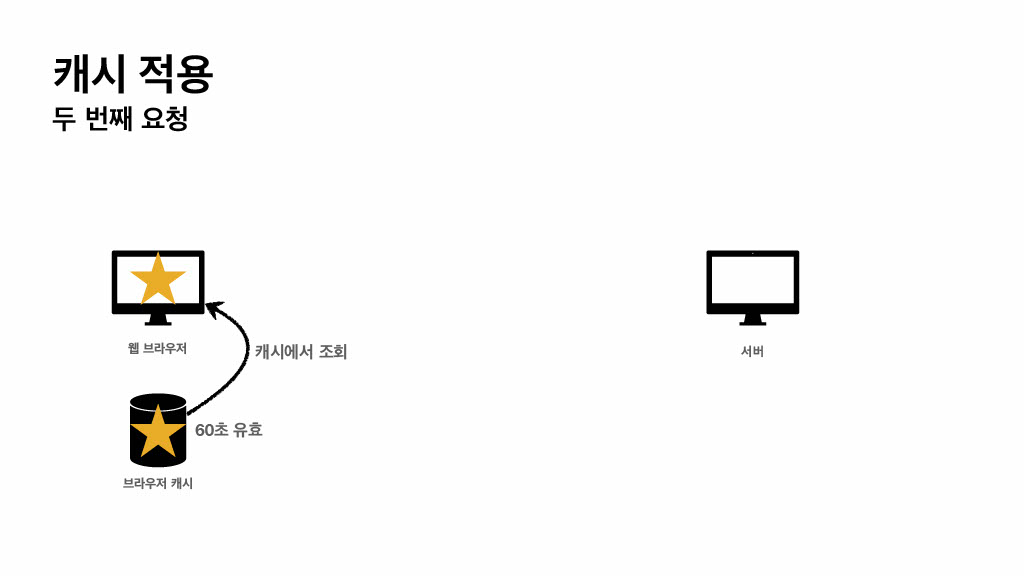 캐시 적용
두 번째 요청
웹 브라우저
캐시에서 조회
서버
60초 유효
브라우저 캐시